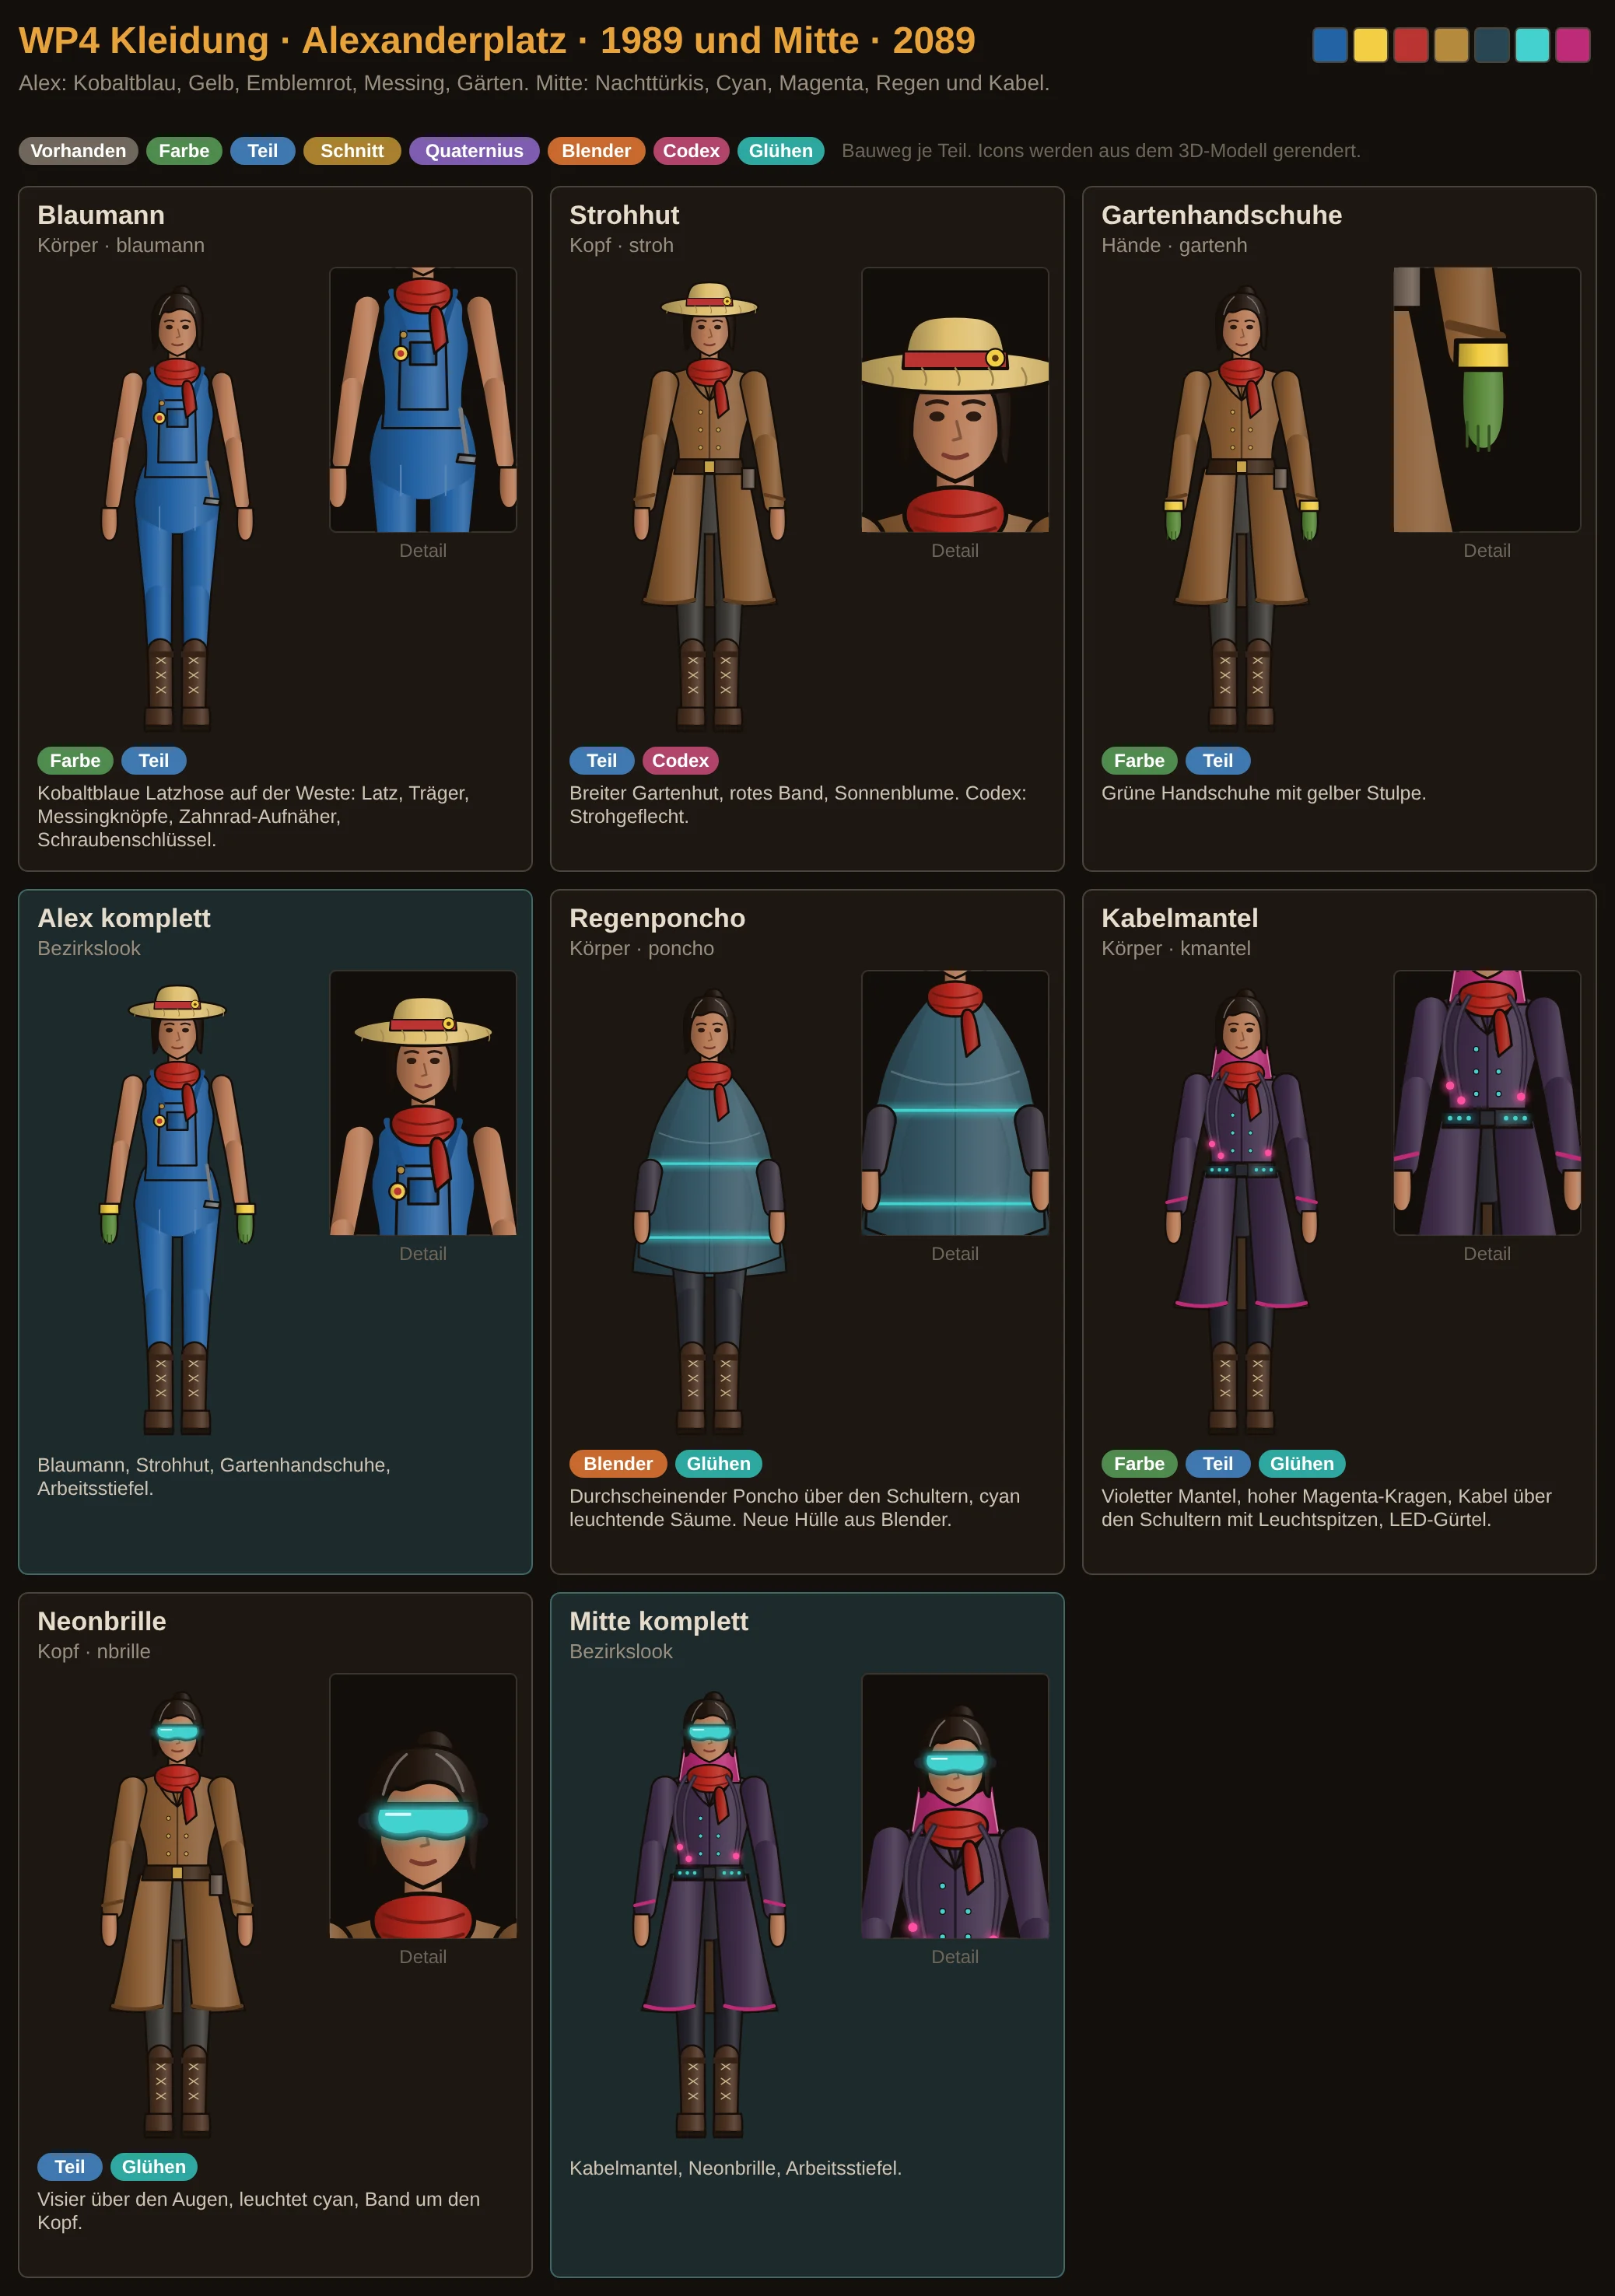 WP4 Kleidung · Alexanderplatz · 1989 und Mitte · 2089
Alex: Kobaltblau, Gelb, Emblemrot, Messing, Gärten. Mitte: Nachttürkis, Cyan, Magenta, Regen und Kabel.
Vorhanden Farbe Teil Schnitt Quaternius Blender Codex Glühen Bauweg je Teil. Icons werden aus dem 3D-Modell gerendert.
Blaumann
Körper · blaumann
Detail
Farbe Teil
Kobaltblaue Latzhose auf der Weste: Latz, Träger,
Messingknöpfe, Zahnrad-Aufnäher,
Schraubenschlüssel.
Strohhut
Kopf · stroh
Detail
Teil Codex
Breiter Gartenhut, rotes Band, Sonnenblume. Codex:
Strohgeflecht.
Gartenhandschuhe
Hände · gartenh
Detail
Farbe Teil
Grüne Handschuhe mit gelber Stulpe.
Alex komplett
Bezirkslook
Detail
Blaumann, Strohhut, Gartenhandschuhe,
Arbeitsstiefel.
Regenponcho
Körper · poncho
Detail
Blender Glühen
Durchscheinender Poncho über den Schultern, cyan
leuchtende Säume. Neue Hülle aus Blender.
Kabelmantel
Körper · kmantel
Detail
Farbe Teil Glühen
Violetter Mantel, hoher Magenta-Kragen, Kabel über
den Schultern mit Leuchtspitzen, LED-Gürtel.
Neonbrille
Kopf · nbrille
Detail
Teil Glühen
Visier über den Augen, leuchtet cyan, Band um den
Kopf.
Mitte komplett
Bezirkslook
Detail
Kabelmantel, Neonbrille, Arbeitsstiefel.